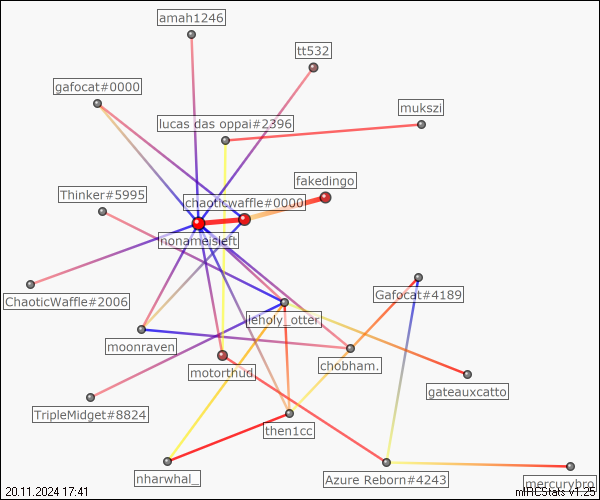 amah1246
tt532
gafocat#0000
mukszi
lucas das oppai#2396
fakedingo
Thinker#5995
chaoticwaffle#0000
nonameisleft
Gafocat#4189
ChaoticWaffle#2006
leholy_otter
moonraven
chobham.
motorthud
gateauxcatto
TripleMidget#8824
then1cc
nharwhal_
Azure Reborn#4243
mercurybro
20.11.2024 17:41
mIRCStats v1.25